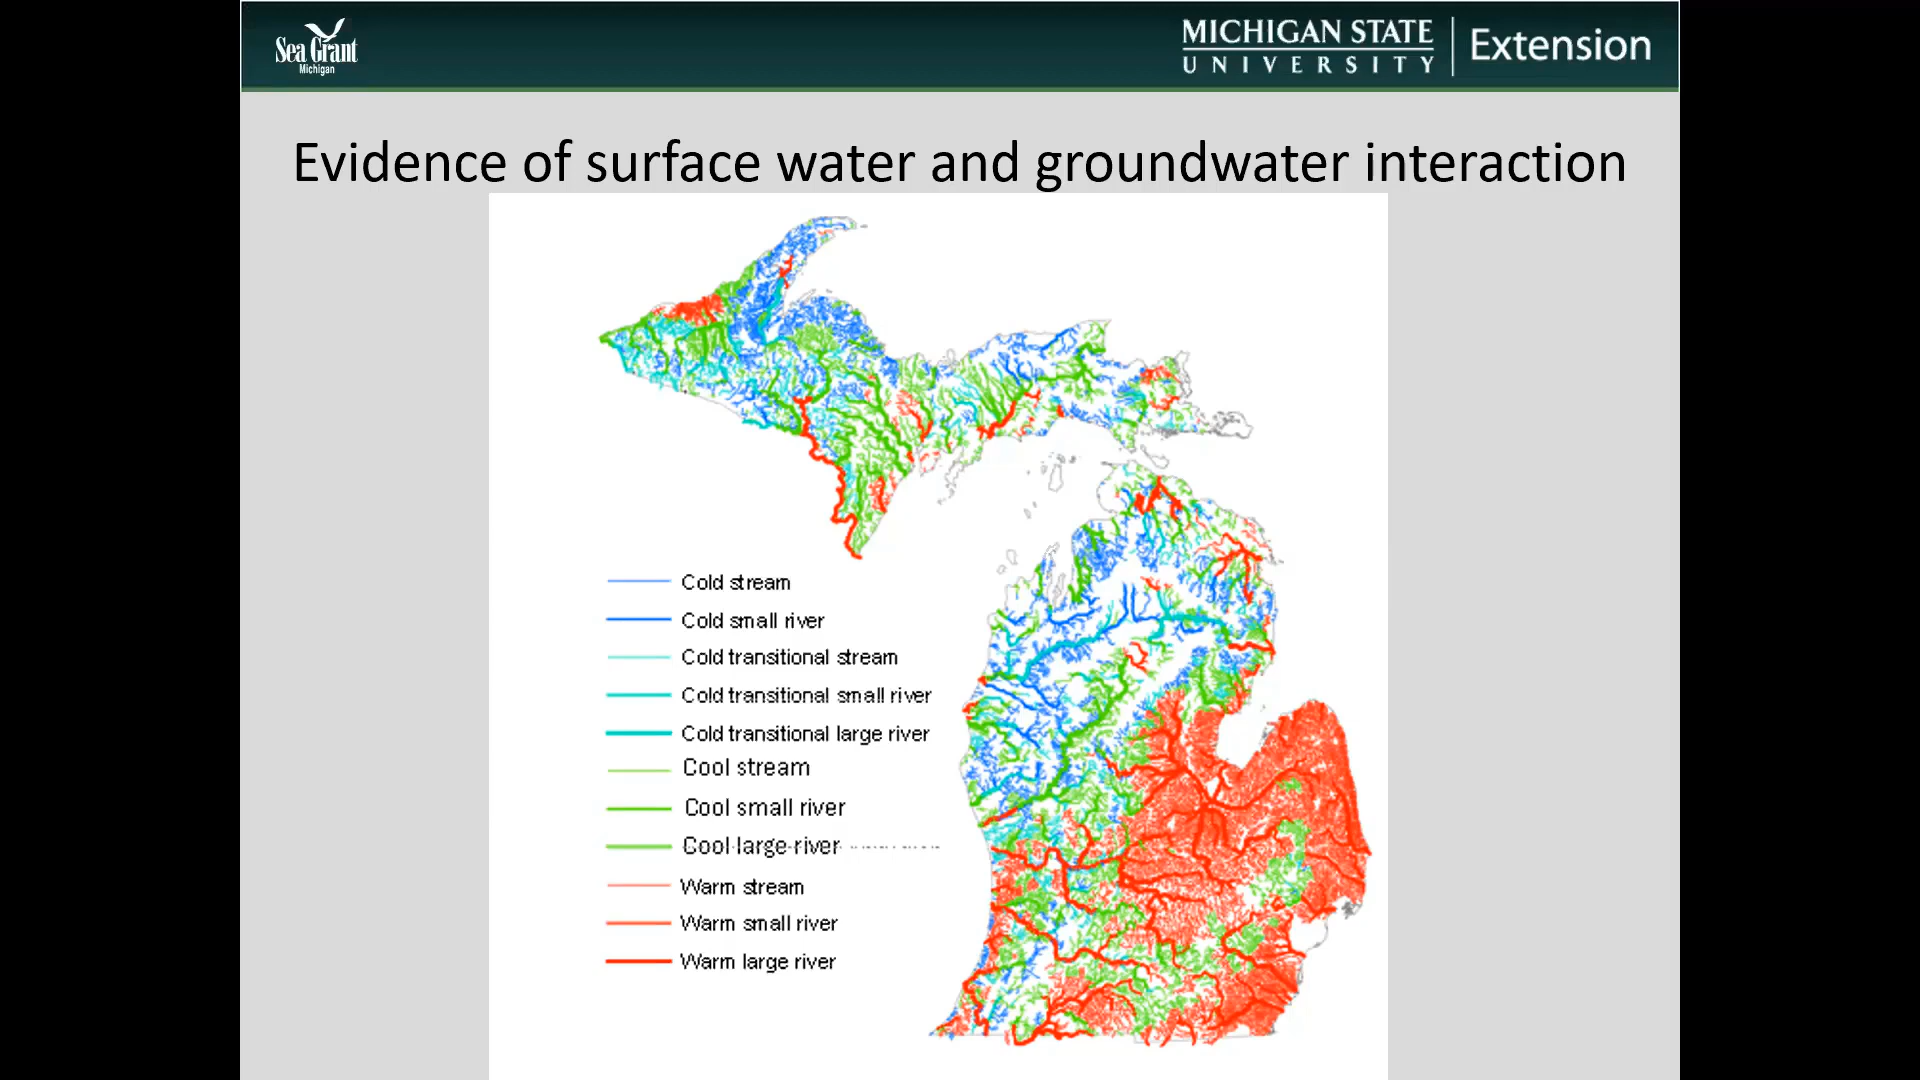 Sea Grant
Michigan
MICHIGAN STATE
UNIVERSITY
Extension
Evidence of surface water and groundwater interaction
Cold stream
Cold small river
Cold transitional stream
Cold transitional small river
Cold transitional large river
Cool stream
Cool small river
Cool large river
Warm stream
Warm small river
Warm large river